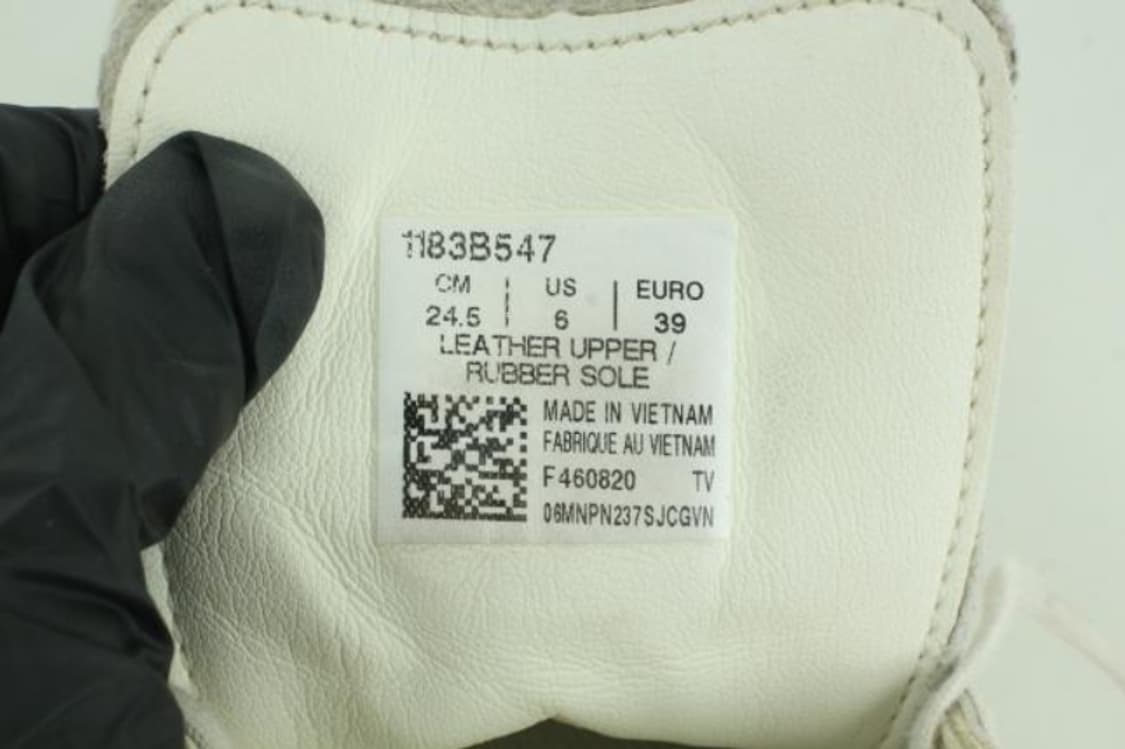 1183B547
CM | US | EURO
24.5 | 6 | 39
LEATHER UPPER /
RUBBER SOLE
MADE IN VIETNAM
FABRIQUE AU VIETNAM
F460820 TV
06MNPN237SJCGVN